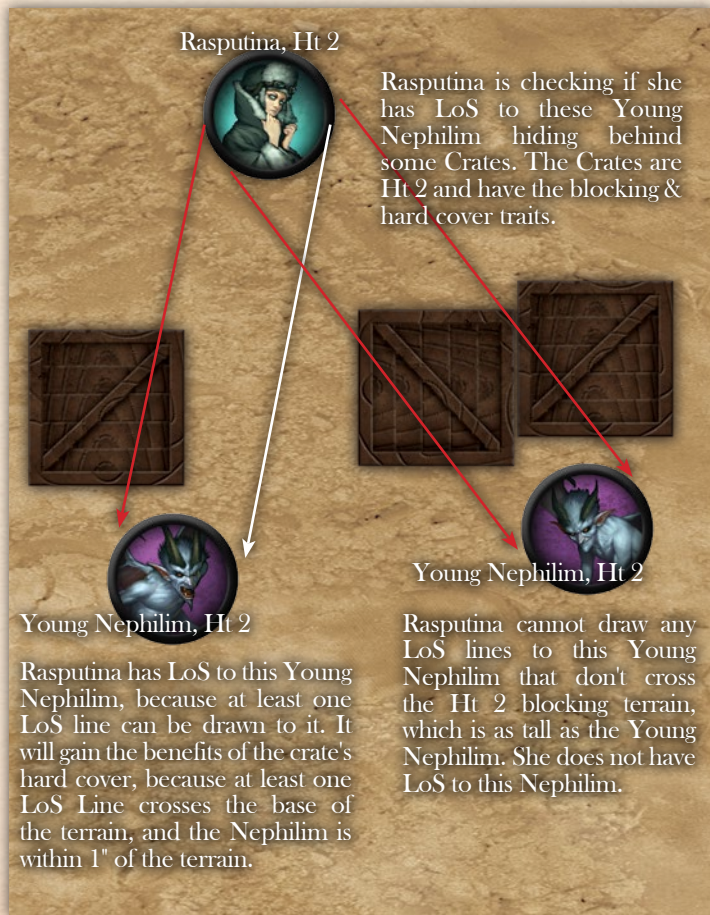 Rasputina, Ht 2
Rasputina is checking if she
has LoS to these Young
Nephilim hiding behind
some Crates. The Crates are
Ht 2 and have the blocking &
hard cover traits.
Young Nephilim, Ht 2
Rasputina has LoS to this Young
Nephilim, because at least one
LoS line can be drawn to it. It
will gain the benefits of the crate's
hard cover, because at least one
LoS Line crosses the base of
the terrain, and the Nephilim is
within 1" of the terrain.
Young Nephilim, Ht 2
Rasputina cannot draw any
LoS lines to this Young
Nephilim that don't cross
the Ht 2 blocking terrain,
which is as tall as the Young
Nephilim. She does not have
LoS to this Nephilim.